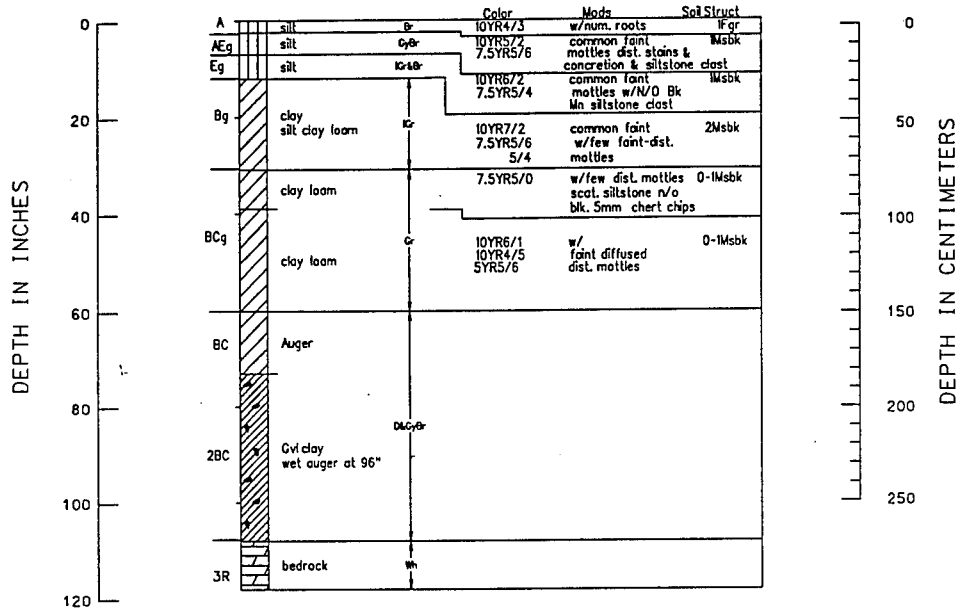 Color Mods Soil Struct
0 A silt Br 10YR4/3 w/num. roots 1Fgr 0
AEg silt GyBr 10YR5/2 common faint 1Msbk
7.5YR5/6 mottles dist. stains &
concretion & siltstone clast
Eg silt lGr&Br 10YR6/2 common faint 1Msbk
7.5YR5/4 mottles w/N/O Bk
Mn siltstone clast
20 Bg clay lGr 50
silt clay loam 10YR7/2 common faint 2Msbk
7.5YR5/6 w/few faint-dist.
5/4 mottles
clay loam 7.5YR5/0 w/few dist. mottles 0-1Msbk
scat. siltstone n/o
blk. 5mm chert chips
40 100
BCg Gr 10YR6/1 w/ 0-1Msbk
10YR4/5 faint diffused
clay loam 5YR5/6 dist. mottles
60 150
BC Auger
80 200
D&GyBr
2BC Gvl clay
wet auger at 96"
100 250
3R bedrock Wh
120
DEPTH IN INCHES
DEPTH IN CENTIMETERS